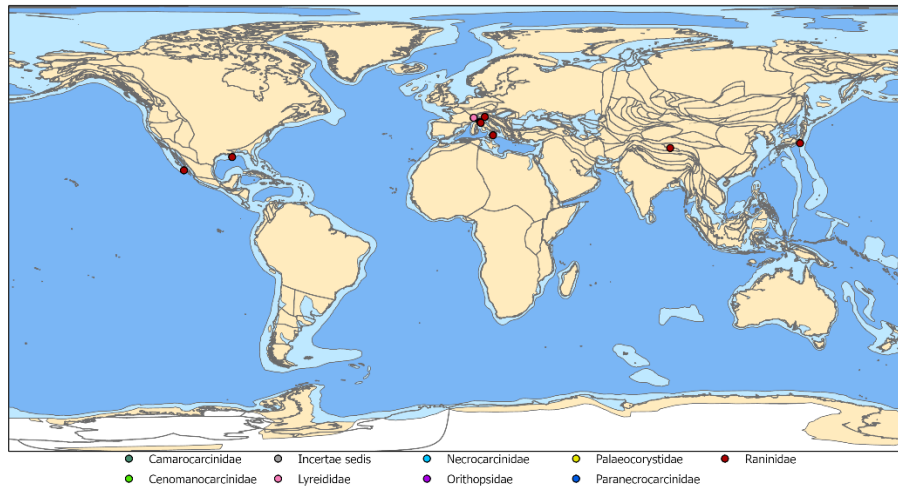 Camarocarcinidae Incertae sedis Necrocarcinidae Palaeocorystidae Raninidae
Cenomanocarcinidae Lyreididae Orithopsidae Paranecrocarcinidae